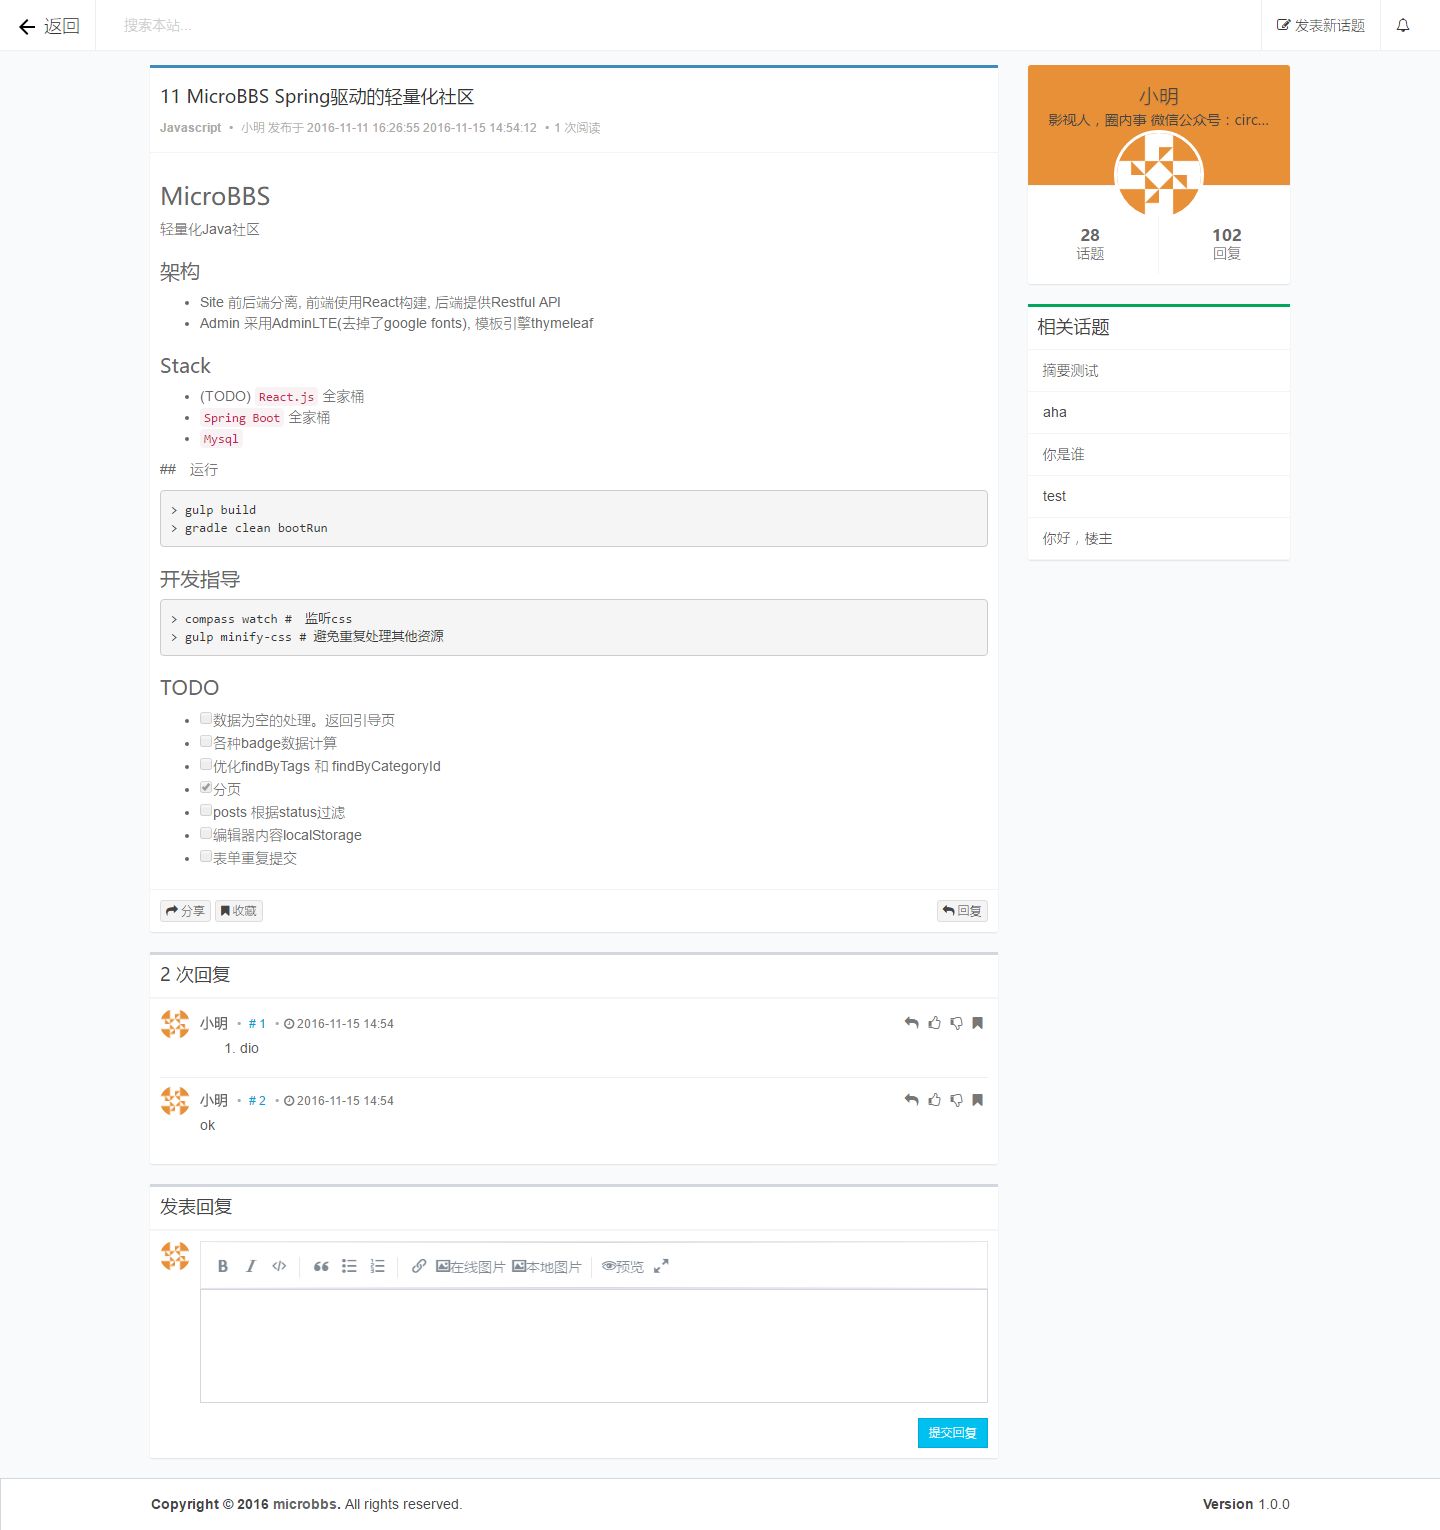 返回
搜索本站...
发表新话题
11 MicroBBS Spring驱动的轻量化社区
Javascript • 小明 发布于 2016-11-11 16:26:55 2016-11-15 14:54:12 • 1 次阅读
MicroBBS
轻量化Java社区
架构
• Site 前后端分离, 前端使用React构建, 后端提供Restful API
• Admin 采用AdminLTE(去掉了google fonts), 模板引擎thymeleaf
Stack
• (TODO) React.js 全家桶
• Spring Boot 全家桶
• Mysql
## 运行
> gulp build
> gradle clean bootRun
开发指导
> compass watch # 监听css
> gulp minify-css # 避免重复处理其他资源
TODO
• 数据为空的处理。返回引导页
• 各种badge数据计算
• 优化findByTags 和 findByCategoryId
• 分页
• posts 根据status过滤
• 编辑器内容localStorage
• 表单重复提交
分享 收藏 回复
2 次回复
小明 • # 1 • 2016-11-15 14:54
1. dio
小明 • # 2 • 2016-11-15 14:54
ok
发表回复
B I </> 在线图片 本地图片 预览
提交回复
小明
影视人，圈内事 微信公众号：circ...
28 102
话题 回复
相关话题
摘要测试
aha
你是谁
test
你好，楼主
Copyright © 2016 microbbs. All rights reserved. Version 1.0.0